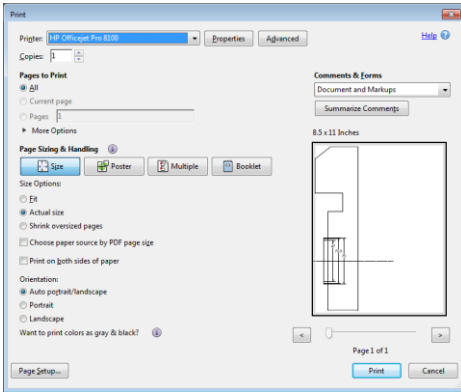 Print
Printer: HP Officejet Pro 8100 Properties Advanced Help
Copies: 1
Pages to Print
All
Current page
Pages 1
More Options
Comments & Forms
Document and Markups
Summarize Comments
Page Sizing & Handling
Size Poster Multiple Booklet
Size Options:
Fit
Actual size
Shrink oversized pages
Choose paper source by PDF page size
Print on both sides of paper
Orientation:
Auto portrait/landscape
Portrait
Landscape
Want to print colors as gray & black?
8.5 x 11 Inches
< >
Page 1 of 1
Page Setup... Print Cancel